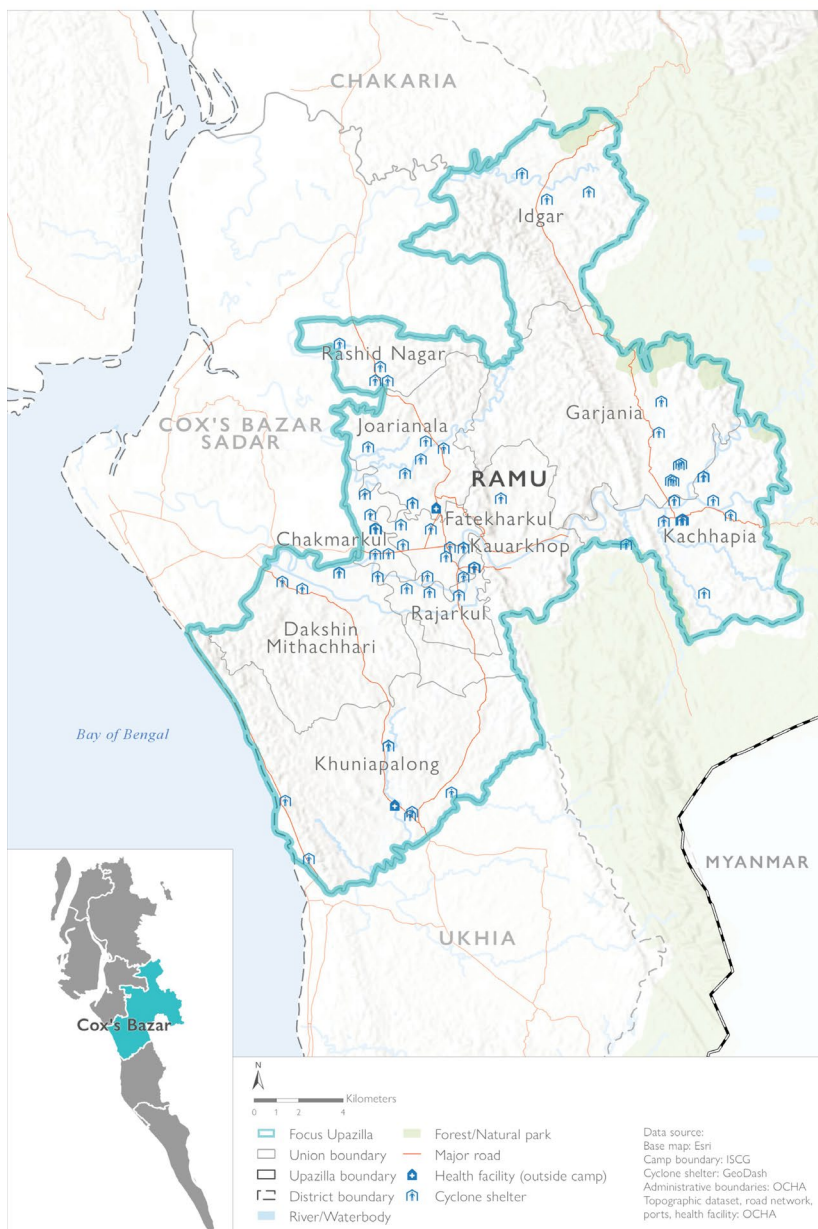 CHAKARIA
Idgar
Rashid Nagar
Garjania
COX'S BAZAR
SADAR
Joarianala
RAMU
Fatekharkul
Chakmarkul
Kauarkhop
Kachhapia
Rajarkul
Dakshin
Mithachhari
Bay of Bengal
Khuniapalong
MYANMAR
UKHIA
Cox's Bazar
N
Kilometers
0 1 2 4
Focus Upazilla
Union boundary
Upazilla boundary
District boundary
River/Waterbody
Forest/Natural park
Major road
Health facility (outside camp)
Cyclone shelter
Data source:
Base map: Esri
Camp boundary: ISCG
Cyclone shelter: GeoDash
Administrative boundaries: OCHA
Topographic dataset, road network,
ports, health facility: OCHA